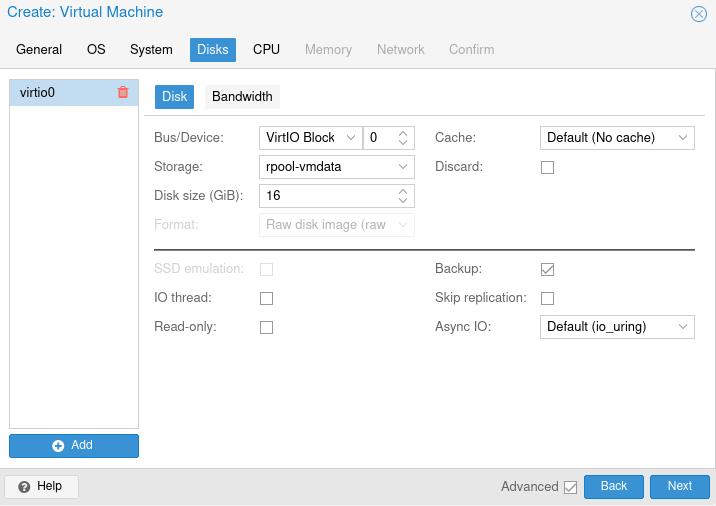 Create: Virtual Machine
General OS System Disks CPU Memory Network Confirm
virtio0
Disk Bandwidth
Bus/Device: VirtIO Block 0 Cache: Default (No cache)
Storage: rpool-vmdata Discard:
Disk size (GiB): 16
Format: Raw disk image (raw
SSD emulation: Backup:
IO thread: Skip replication:
Read-only: Async IO: Default (io_uring)
Add
Help Advanced Back Next